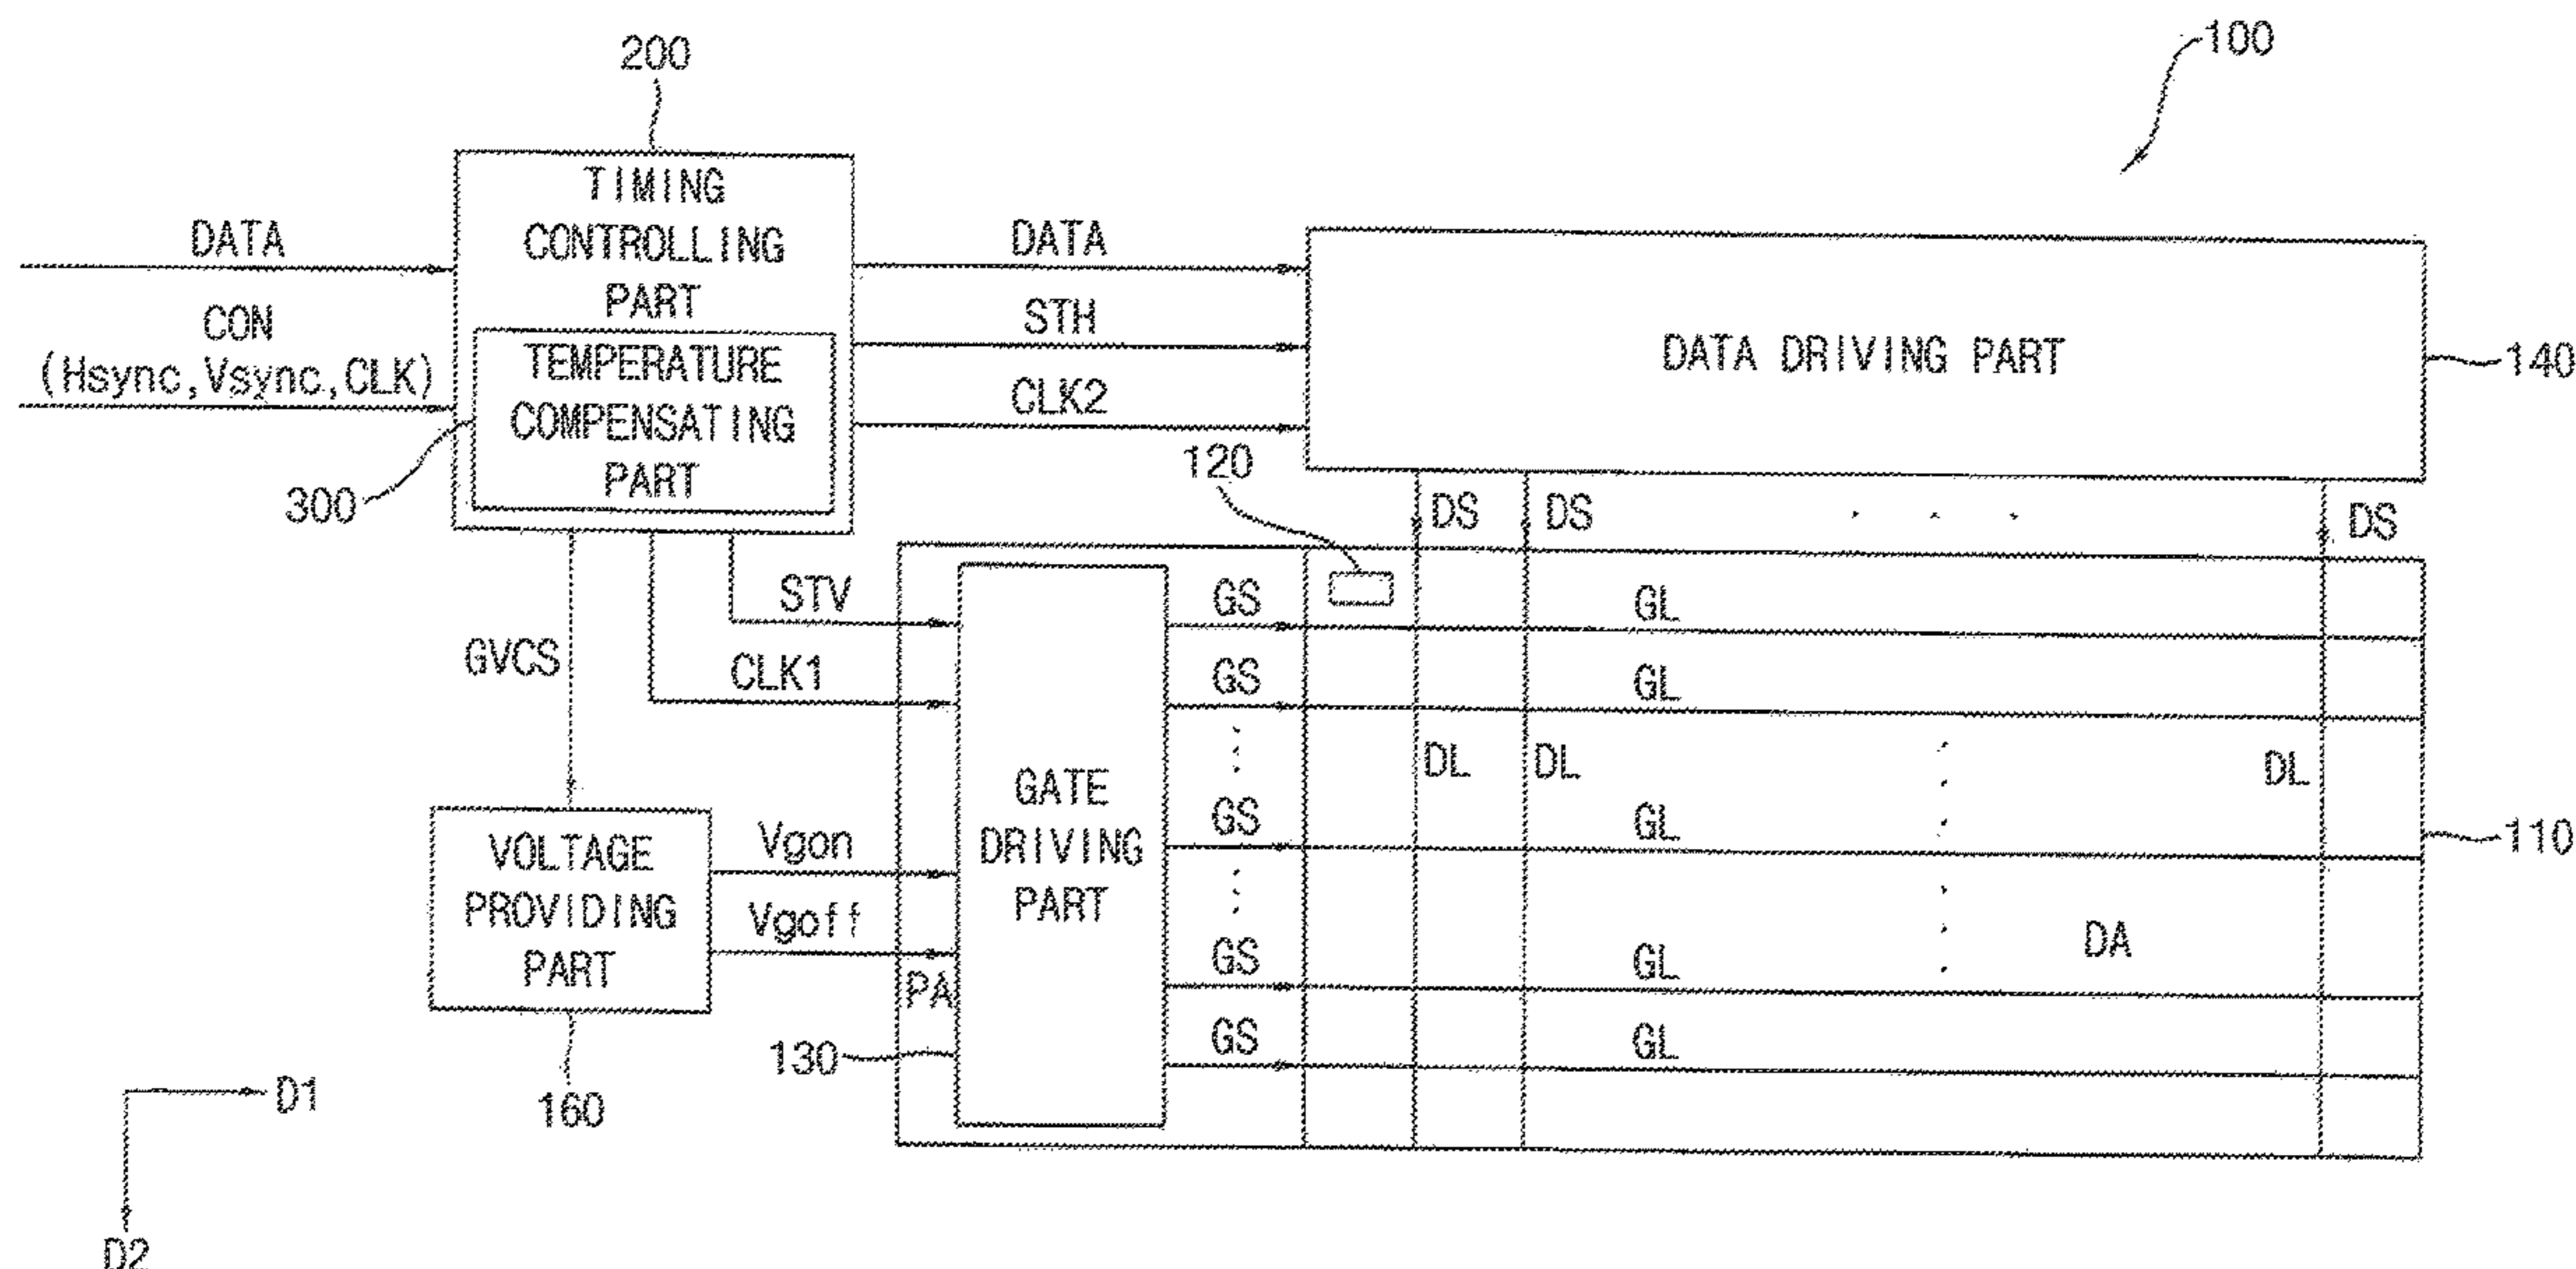 100
200
TIMING
CONTROLLING
PART
DATA
CON
(Hsync,Vsync,CLK)
TEMPERATURE
COMPENSATING
PART
300
DATA
STH
CLK2
DATA DRIVING PART
140
120
DS
DS
DS
STV
CLK1
GVCS
GS
GL
GS
GL
DL
DL
DL
GATE
DRIVING
PART
GS
GL
110
VOLTAGE
PROVIDING
PART
Vgon
Vgoff
PA
GS
GL
DA
GS
GL
130
160
D1
D2